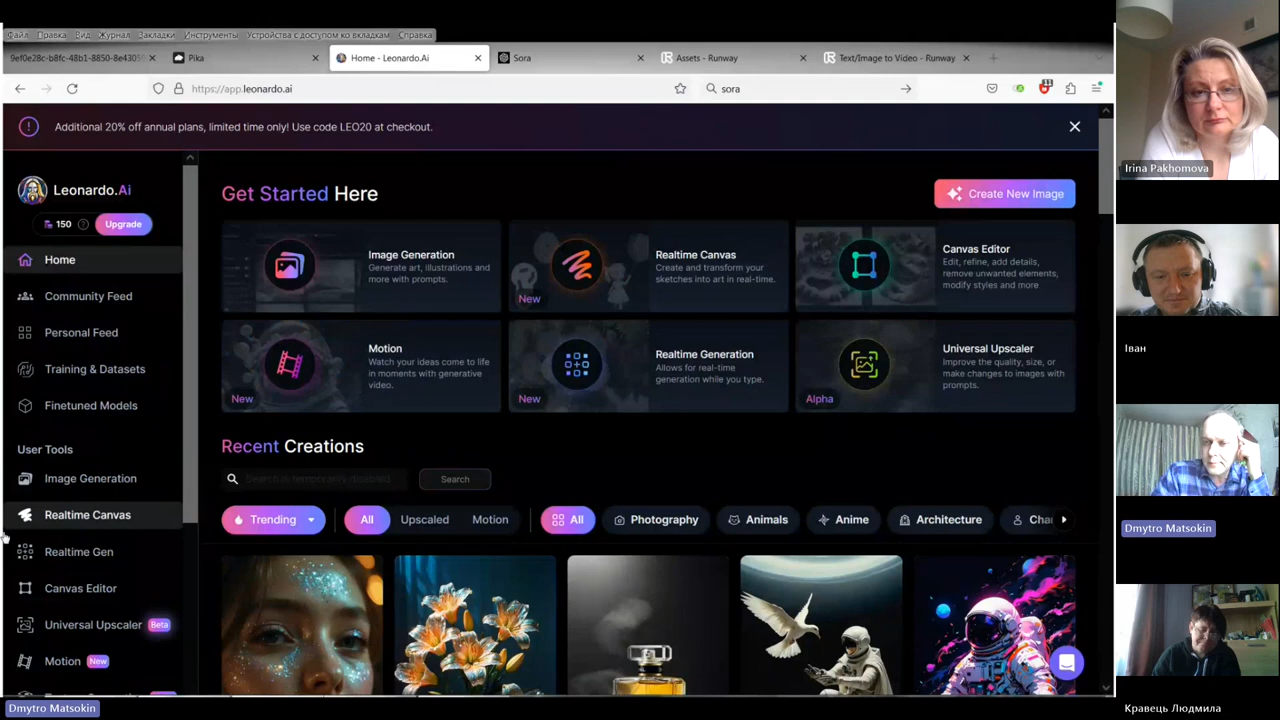 Файл Правка Вид Журнал Закладки Инструменты Устройства с доступом ко вкладкам Справка
Pika
Home - Leonardo.Ai
Sora
Assets - Runway
Text/Image to Video - Runway
https://app.leonardo.ai
sora
Additional 20% off annual plans, limited time only! Use code LEO20 at checkout.
Leonardo.Ai
150
Upgrade
Home
Community Feed
Personal Feed
Training & Datasets
Finetuned Models
User Tools
Image Generation
Realtime Canvas
Realtime Gen
Canvas Editor
Universal Upscaler Beta
Motion New
Get Started Here
Create New Image
Image Generation
Generate art, illustrations and
more with prompts.
Realtime Canvas
Create and transform your
sketches into art in real-time.
New
Canvas Editor
Edit, refine, add details,
remove unwanted elements,
modify styles and more
Motion
Watch your ideas come to life
in moments with generative
video.
New
Realtime Generation
Allows for real-time
generation while you type.
New
Universal Upscaler
Improve the quality, size, or
make changes to images with
prompts.
Alpha
Recent Creations
Search is temporarily disabled
Search
Trending
All
Upscaled
Motion
All
Photography
Animals
Anime
Architecture
Irina Pakhomova
Іван
Dmytro Matsokin
Кравець Людмила
Dmytro Matsokin